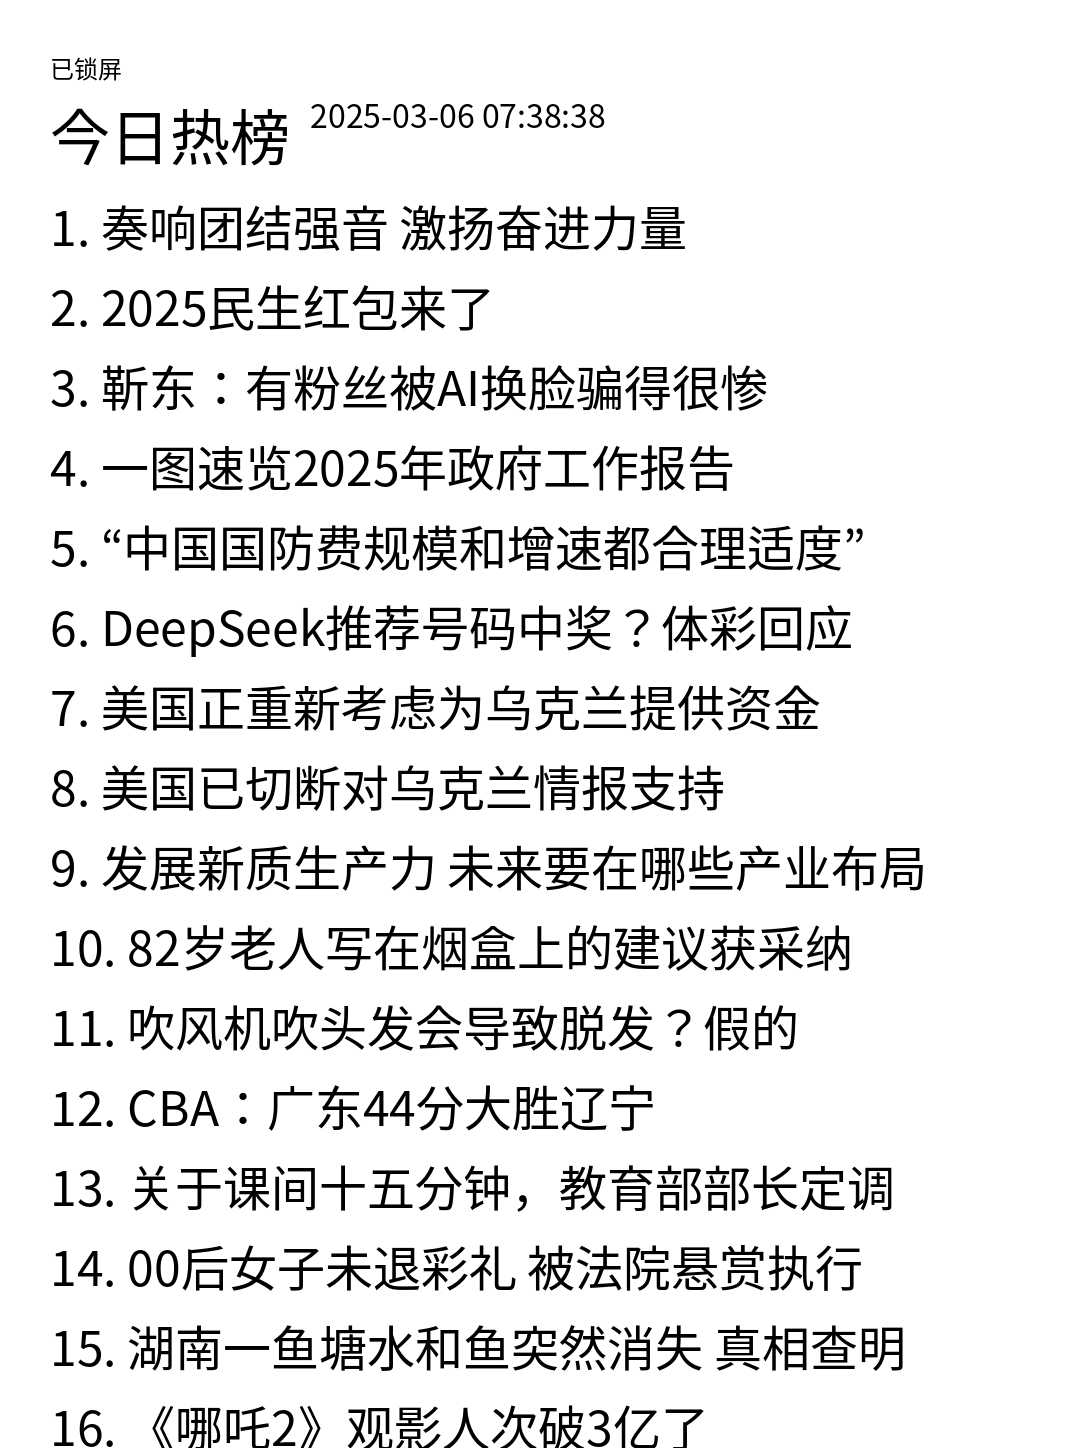 已锁屏
今日热榜 2025-03-06 07:38:38
1. 奏响团结强音 激扬奋进力量
2. 2025民生红包来了
3. 靳东：有粉丝被AI换脸骗得很惨
4. 一图速览2025年政府工作报告
5. “中国国防费规模和增速都合理适度”
6. DeepSeek推荐号码中奖？体彩回应
7. 美国正重新考虑为乌克兰提供资金
8. 美国已切断对乌克兰情报支持
9. 发展新质生产力 未来要在哪些产业布局
10. 82岁老人写在烟盒上的建议获采纳
11. 吹风机吹头发会导致脱发？假的
12. CBA：广东44分大胜辽宁
13. 关于课间十五分钟，教育部部长定调
14. 00后女子未退彩礼 被法院悬赏执行
15. 湖南一鱼塘水和鱼突然消失 真相查明
16. 《哪吒2》观影人次破3亿了